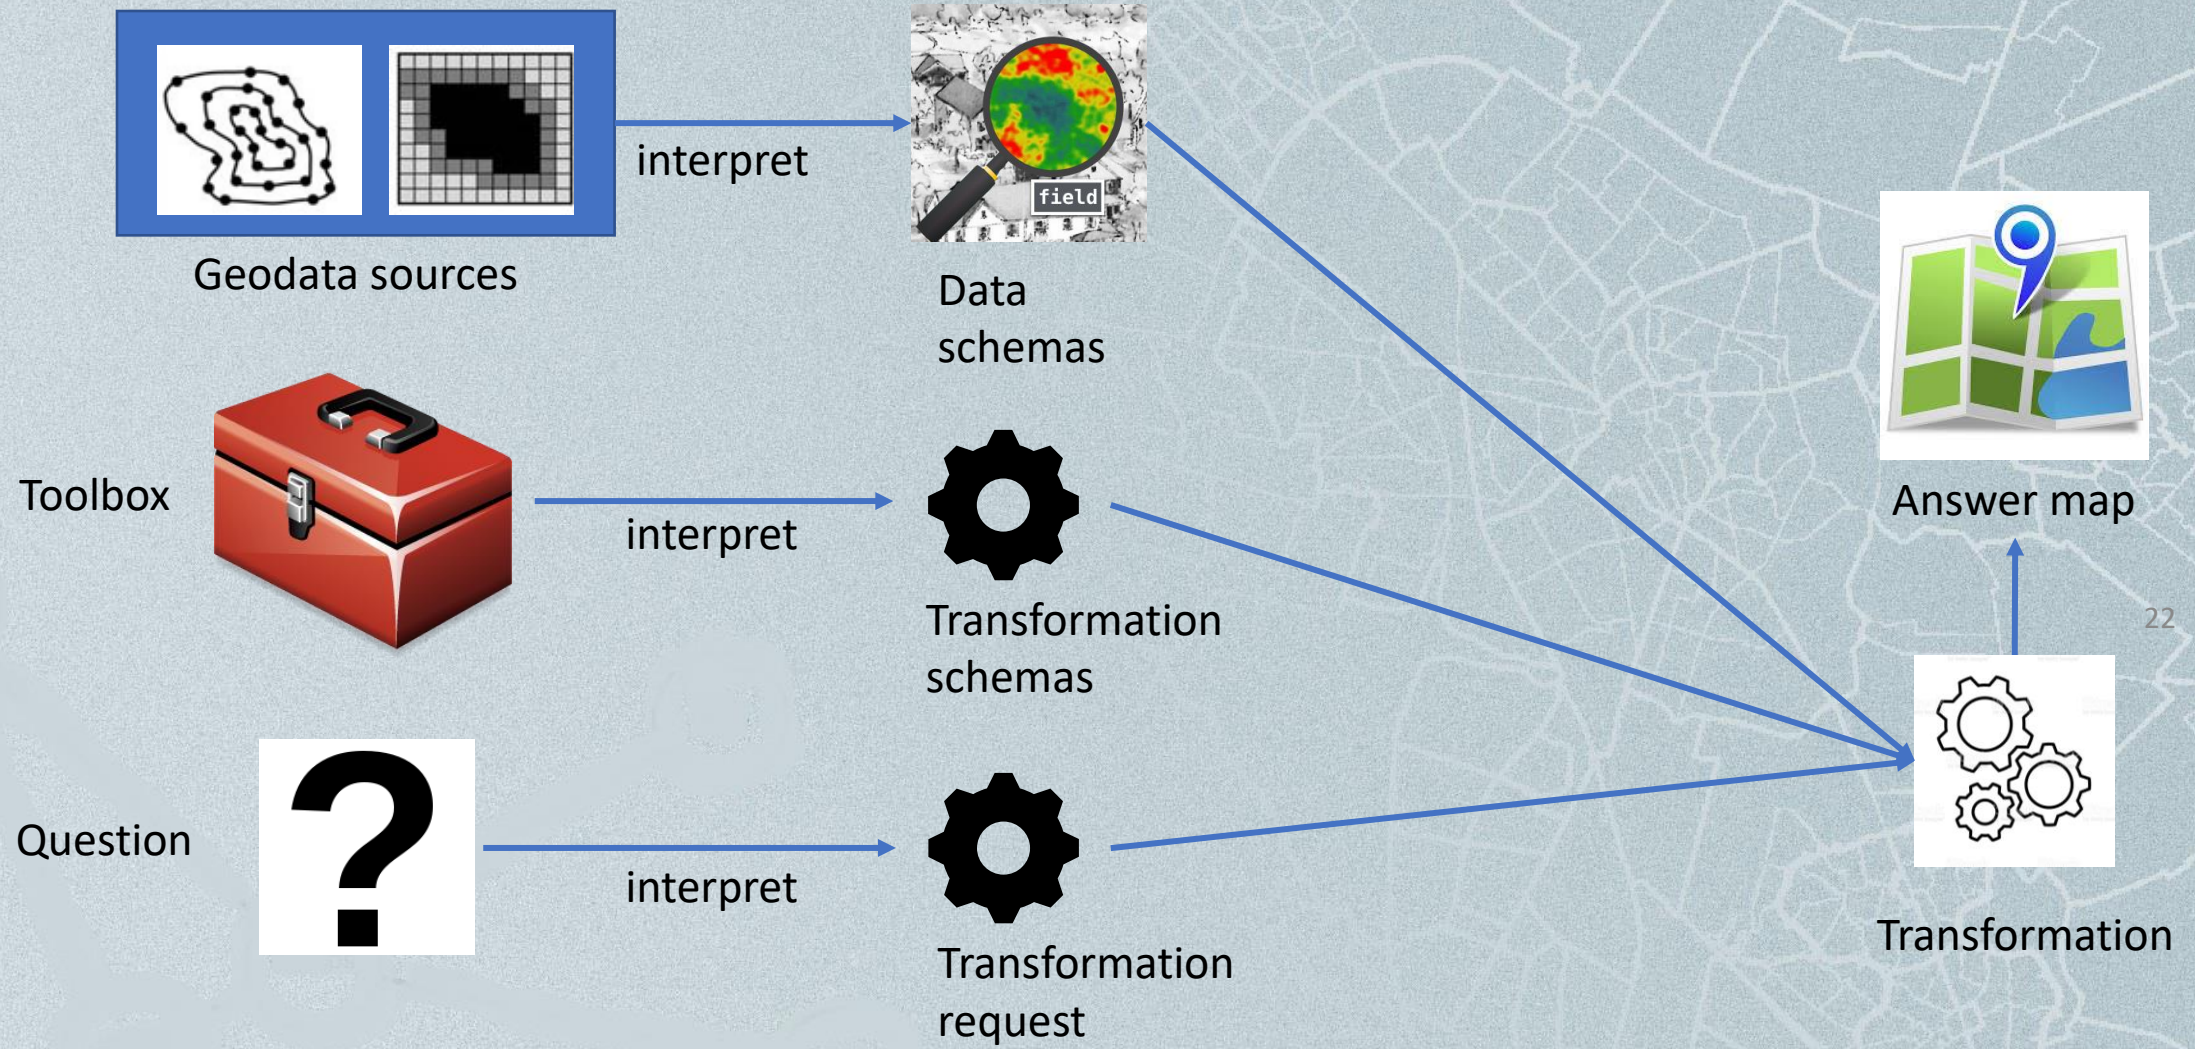 interpret
field
Geodata sources
Data
schemas
Toolbox
interpret
Answer map
Transformation
schemas
22
Question
interpret
Transformation
Transformation
request